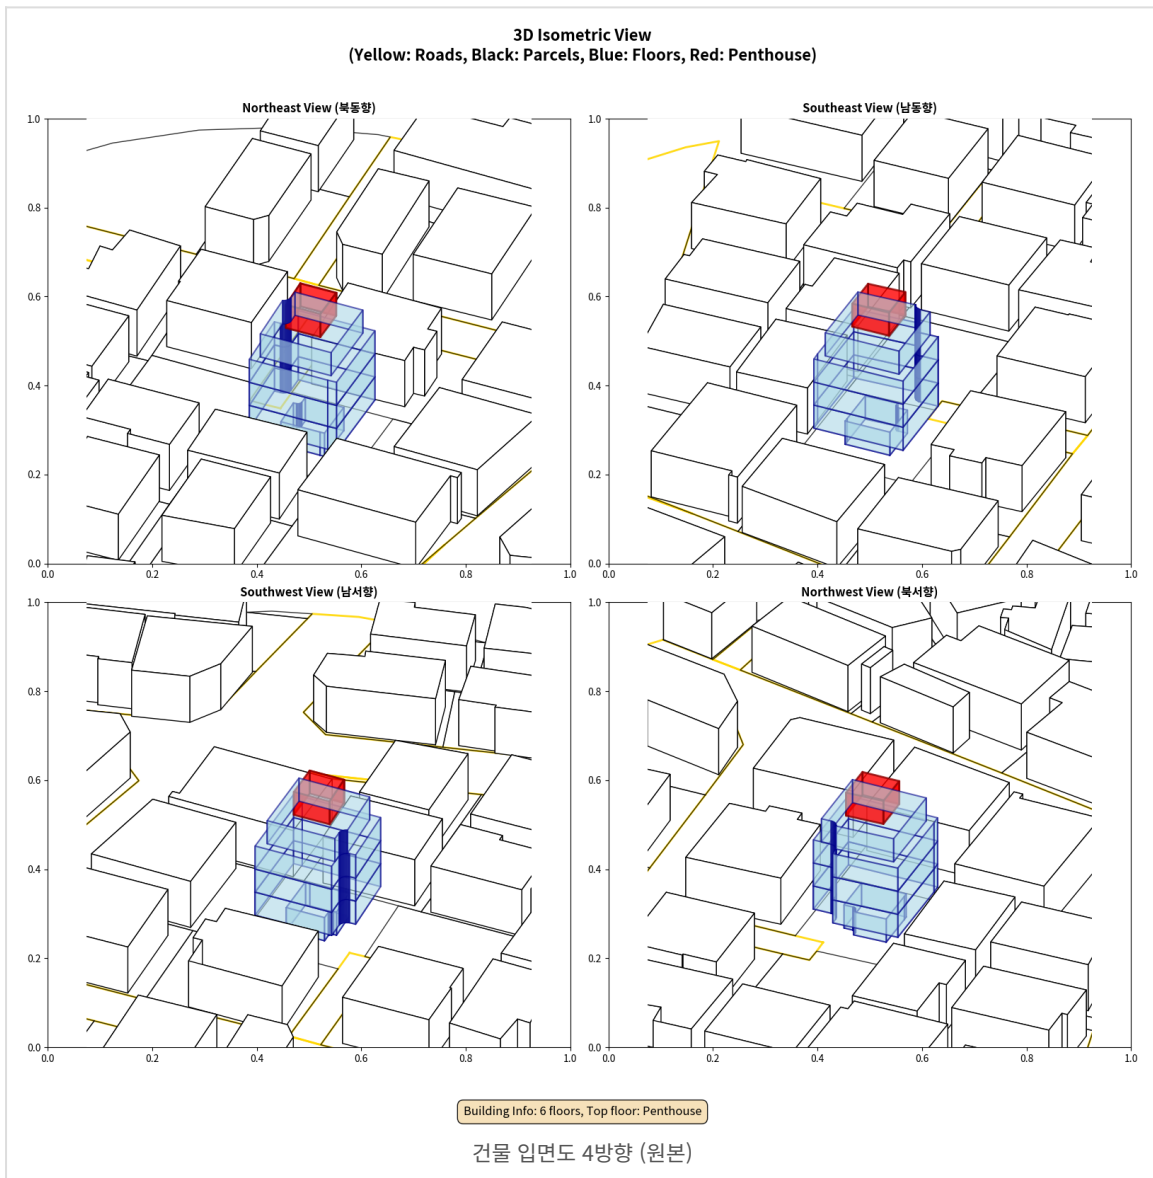 3D Isometric View
(Yellow: Roads, Black: Parcels, Blue: Floors, Red: Penthouse)
Northeast View (북동향)
1.0
0.8
0.6
0.4
0.2
0.0
0.0 0.2 0.4 0.6 0.8 1.0
Southeast View (남동향)
1.0
0.8
0.6
0.4
0.2
0.0
0.0 0.2 0.4 0.6 0.8 1.0
Southwest View (남서향)
1.0
0.8
0.6
0.4
0.2
0.0
0.0 0.2 0.4 0.6 0.8 1.0
Northwest View (북서향)
1.0
0.8
0.6
0.4
0.2
0.0
0.0 0.2 0.4 0.6 0.8 1.0
Building Info: 6 floors, Top floor: Penthouse
건물 입면도 4방향 (원본)